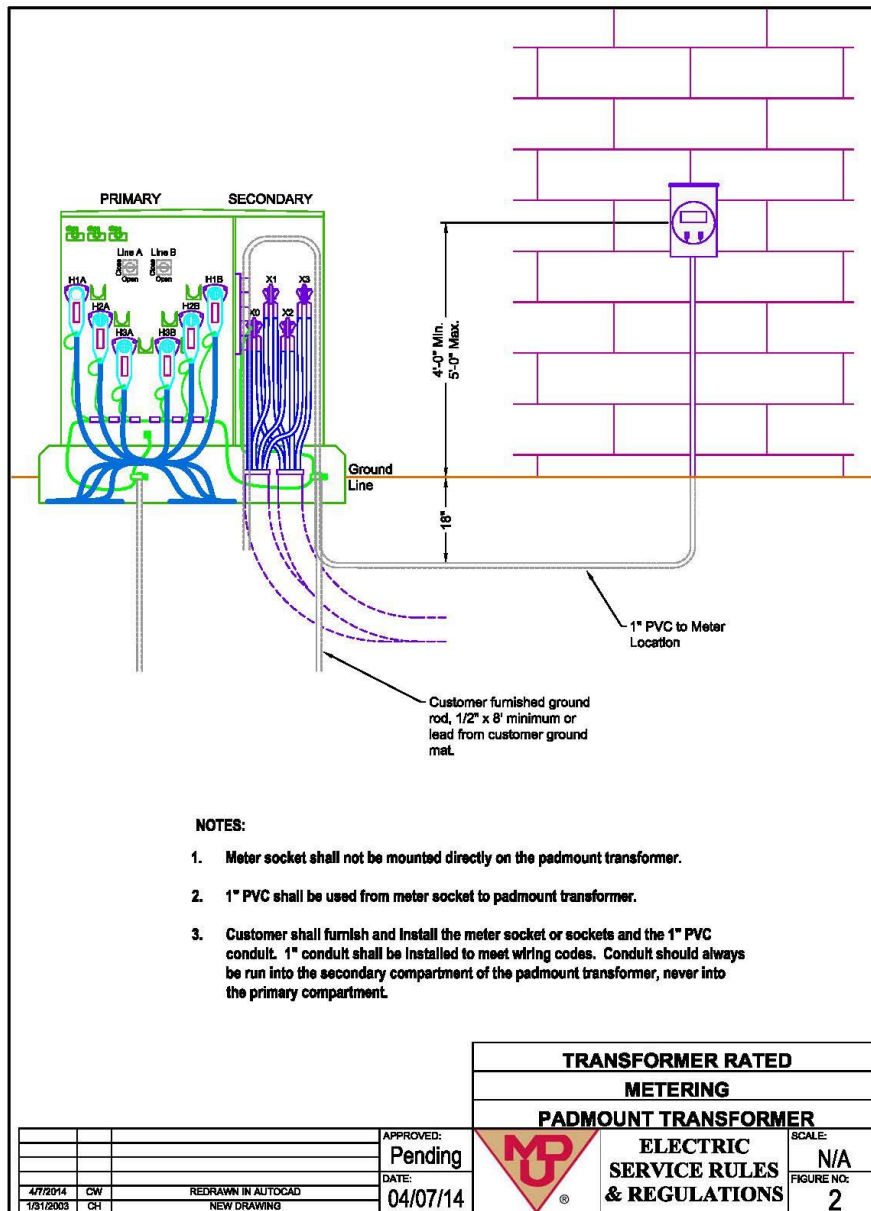 PRIMARY
SECONDARY
Line A
Line B
Close
Open
Close
Open
H1A
H2A
H3A
H3B
H2B
H1B
X1
X3
X0
X2
4'-0" Min.
5'-0" Max.
Ground
Line
18"
1" PVC to Meter
Location
Customer furnished ground
rod, 1/2" x 8' minimum or
lead from customer ground
mat.
NOTES:
1. Meter socket shall not be mounted directly on the padmount transformer.
2. 1" PVC shall be used from meter socket to padmount transformer.
3. Customer shall furnish and install the meter socket or sockets and the 1" PVC
conduit. 1" conduit shall be installed to meet wiring codes. Conduit should always
be run into the secondary compartment of the padmount transformer, never into
the primary compartment.
TRANSFORMER RATED
METERING
PADMOUNT TRANSFORMER
4/7/2014 CW REDRAWN IN AUTOCAD
1/31/2003 CH NEW DRAWING
APPROVED:
Pending
DATE:
04/07/14
MDU
®
ELECTRIC
SERVICE RULES
& REGULATIONS
SCALE:
N/A
FIGURE NO:
2